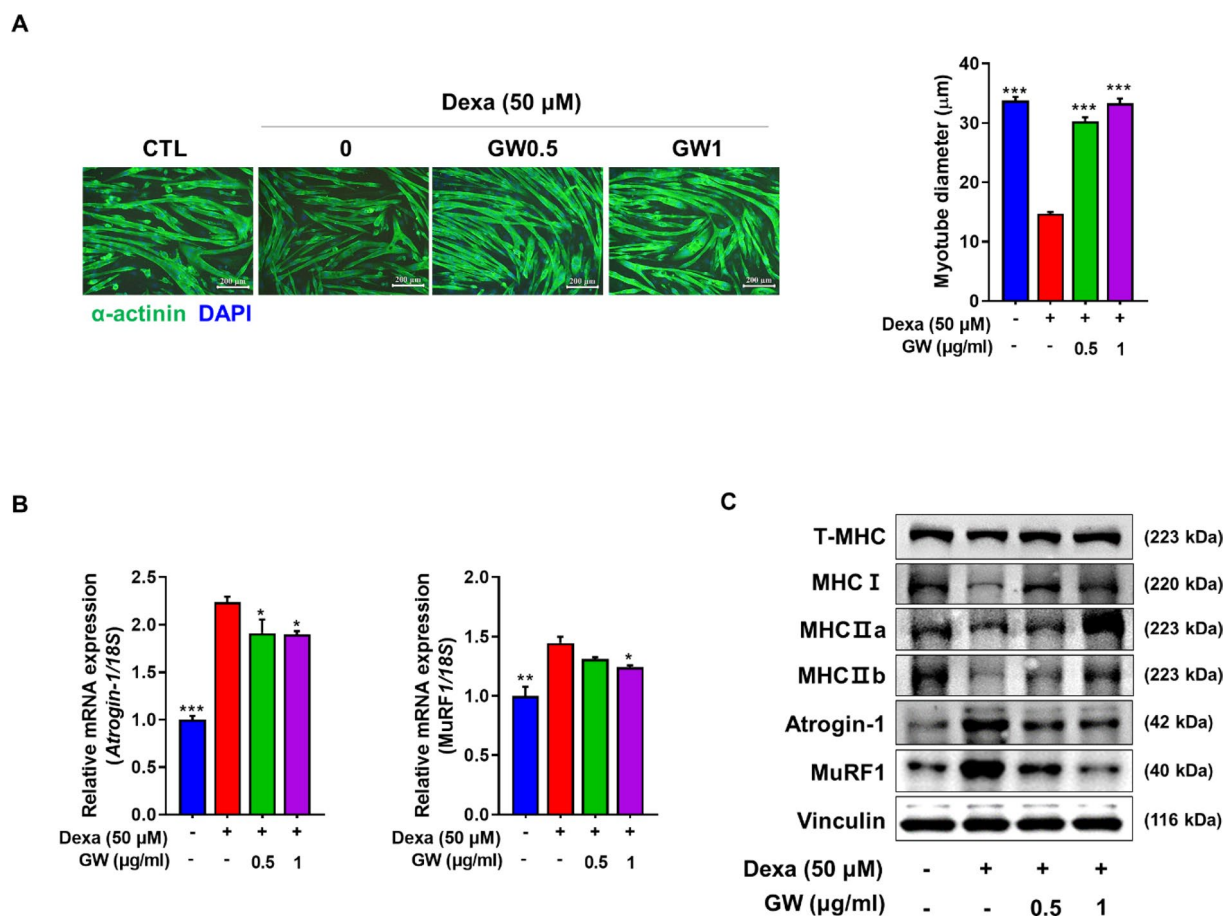 A
Dexa (50 µM)
CTL 0 GW0.5 GW1
200 µm 200 µm 200 µm 200 µm
α-actinin DAPI
Myotube diameter (µm)
40
30
20
10
0
*** *** ***
Dexa (50 µM) - + + +
GW (µg/ml) - - 0.5 1
B
Relative mRNA expression
(Atrogin-1/18S)
2.5
2.0
1.5
1.0
0.5
0.0
*** * *
Dexa (50 µM) - + + +
GW (µg/ml) - - 0.5 1
Relative mRNA expression
(MuRF1/18S)
2.0
1.5
1.0
0.5
0.0
** *
Dexa (50 µM) - + + +
GW (µg/ml) - - 0.5 1
C
T-MHC (223 kDa)
MHC I (220 kDa)
MHCIIa (223 kDa)
MHCIIb (223 kDa)
Atrogin-1 (42 kDa)
MuRF1 (40 kDa)
Vinculin (116 kDa)
Dexa (50 µM) - + + +
GW (µg/ml) - - 0.5 1